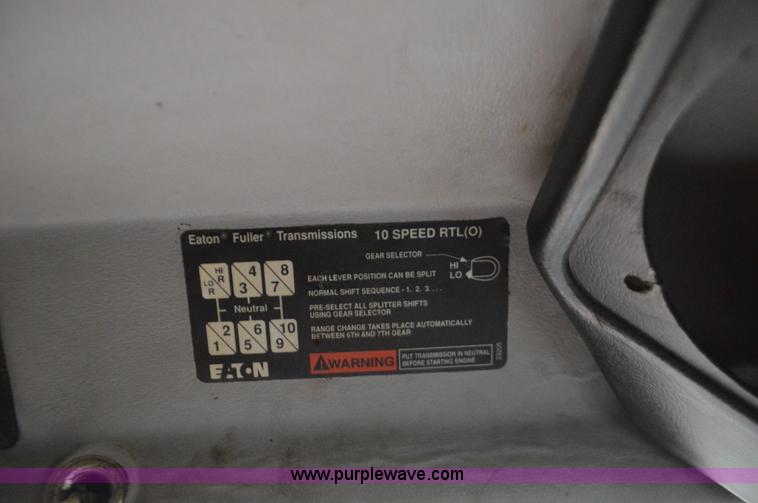 Eaton® Fuller® Transmissions 10 SPEED RTL(O)
GEAR SELECTOR
HI
LO
LO R HI R 4 3 8 7
EACH LEVER POSITION CAN BE SPLIT
NORMAL SHIFT SEQUENCE - 1, 2, 3....
Neutral
PRE-SELECT ALL SPLITTER SHIFTS
USING GEAR SELECTOR
2 1 6 5 10 9
RANGE CHANGE TAKES PLACE AUTOMATICALLY
BETWEEN 6TH AND 7TH GEAR
EATON
WARNING
PUT TRANSMISSION IN NEUTRAL
BEFORE STARTING ENGINE
www.purplewave.com